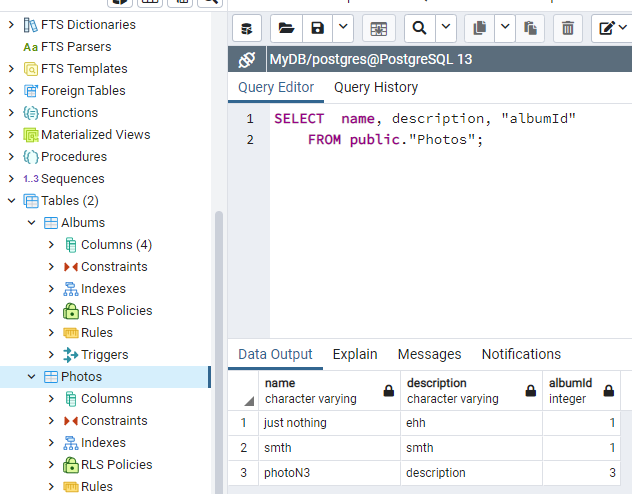 FTS Dictionaries
Aa FTS Parsers
FTS Templates
Foreign Tables
Functions
Materialized Views
Procedures
1..3 Sequences
Tables (2)
Albums
Columns (4)
Constraints
Indexes
RLS Policies
Rules
Triggers
Photos
Columns
Constraints
Indexes
RLS Policies
Rules
MyDB/postgres@PostgreSQL 13
Query Editor Query History
1 SELECT name, description, "albumId"
2 FROM public."Photos";
Data Output Explain Messages Notifications
name description albumId
character varying character varying integer
1 just nothing ehh 1
2 smth smth 1
3 photoN3 description 3